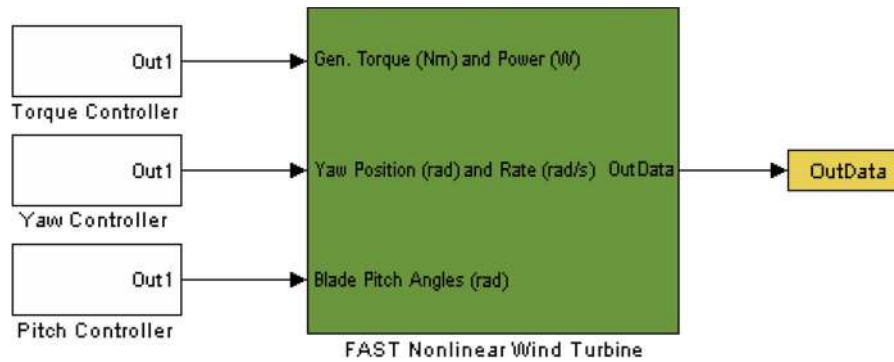 Out1
Torque Controller
Out1
Yaw Controller
Out1
Pitch Controller
Gen. Torque (Nm) and Power (W)
Yaw Position (rad) and Rate (rad/s) OutData
Blade Pitch Angles (rad)
FAST Nonlinear Wind Turbine
OutData